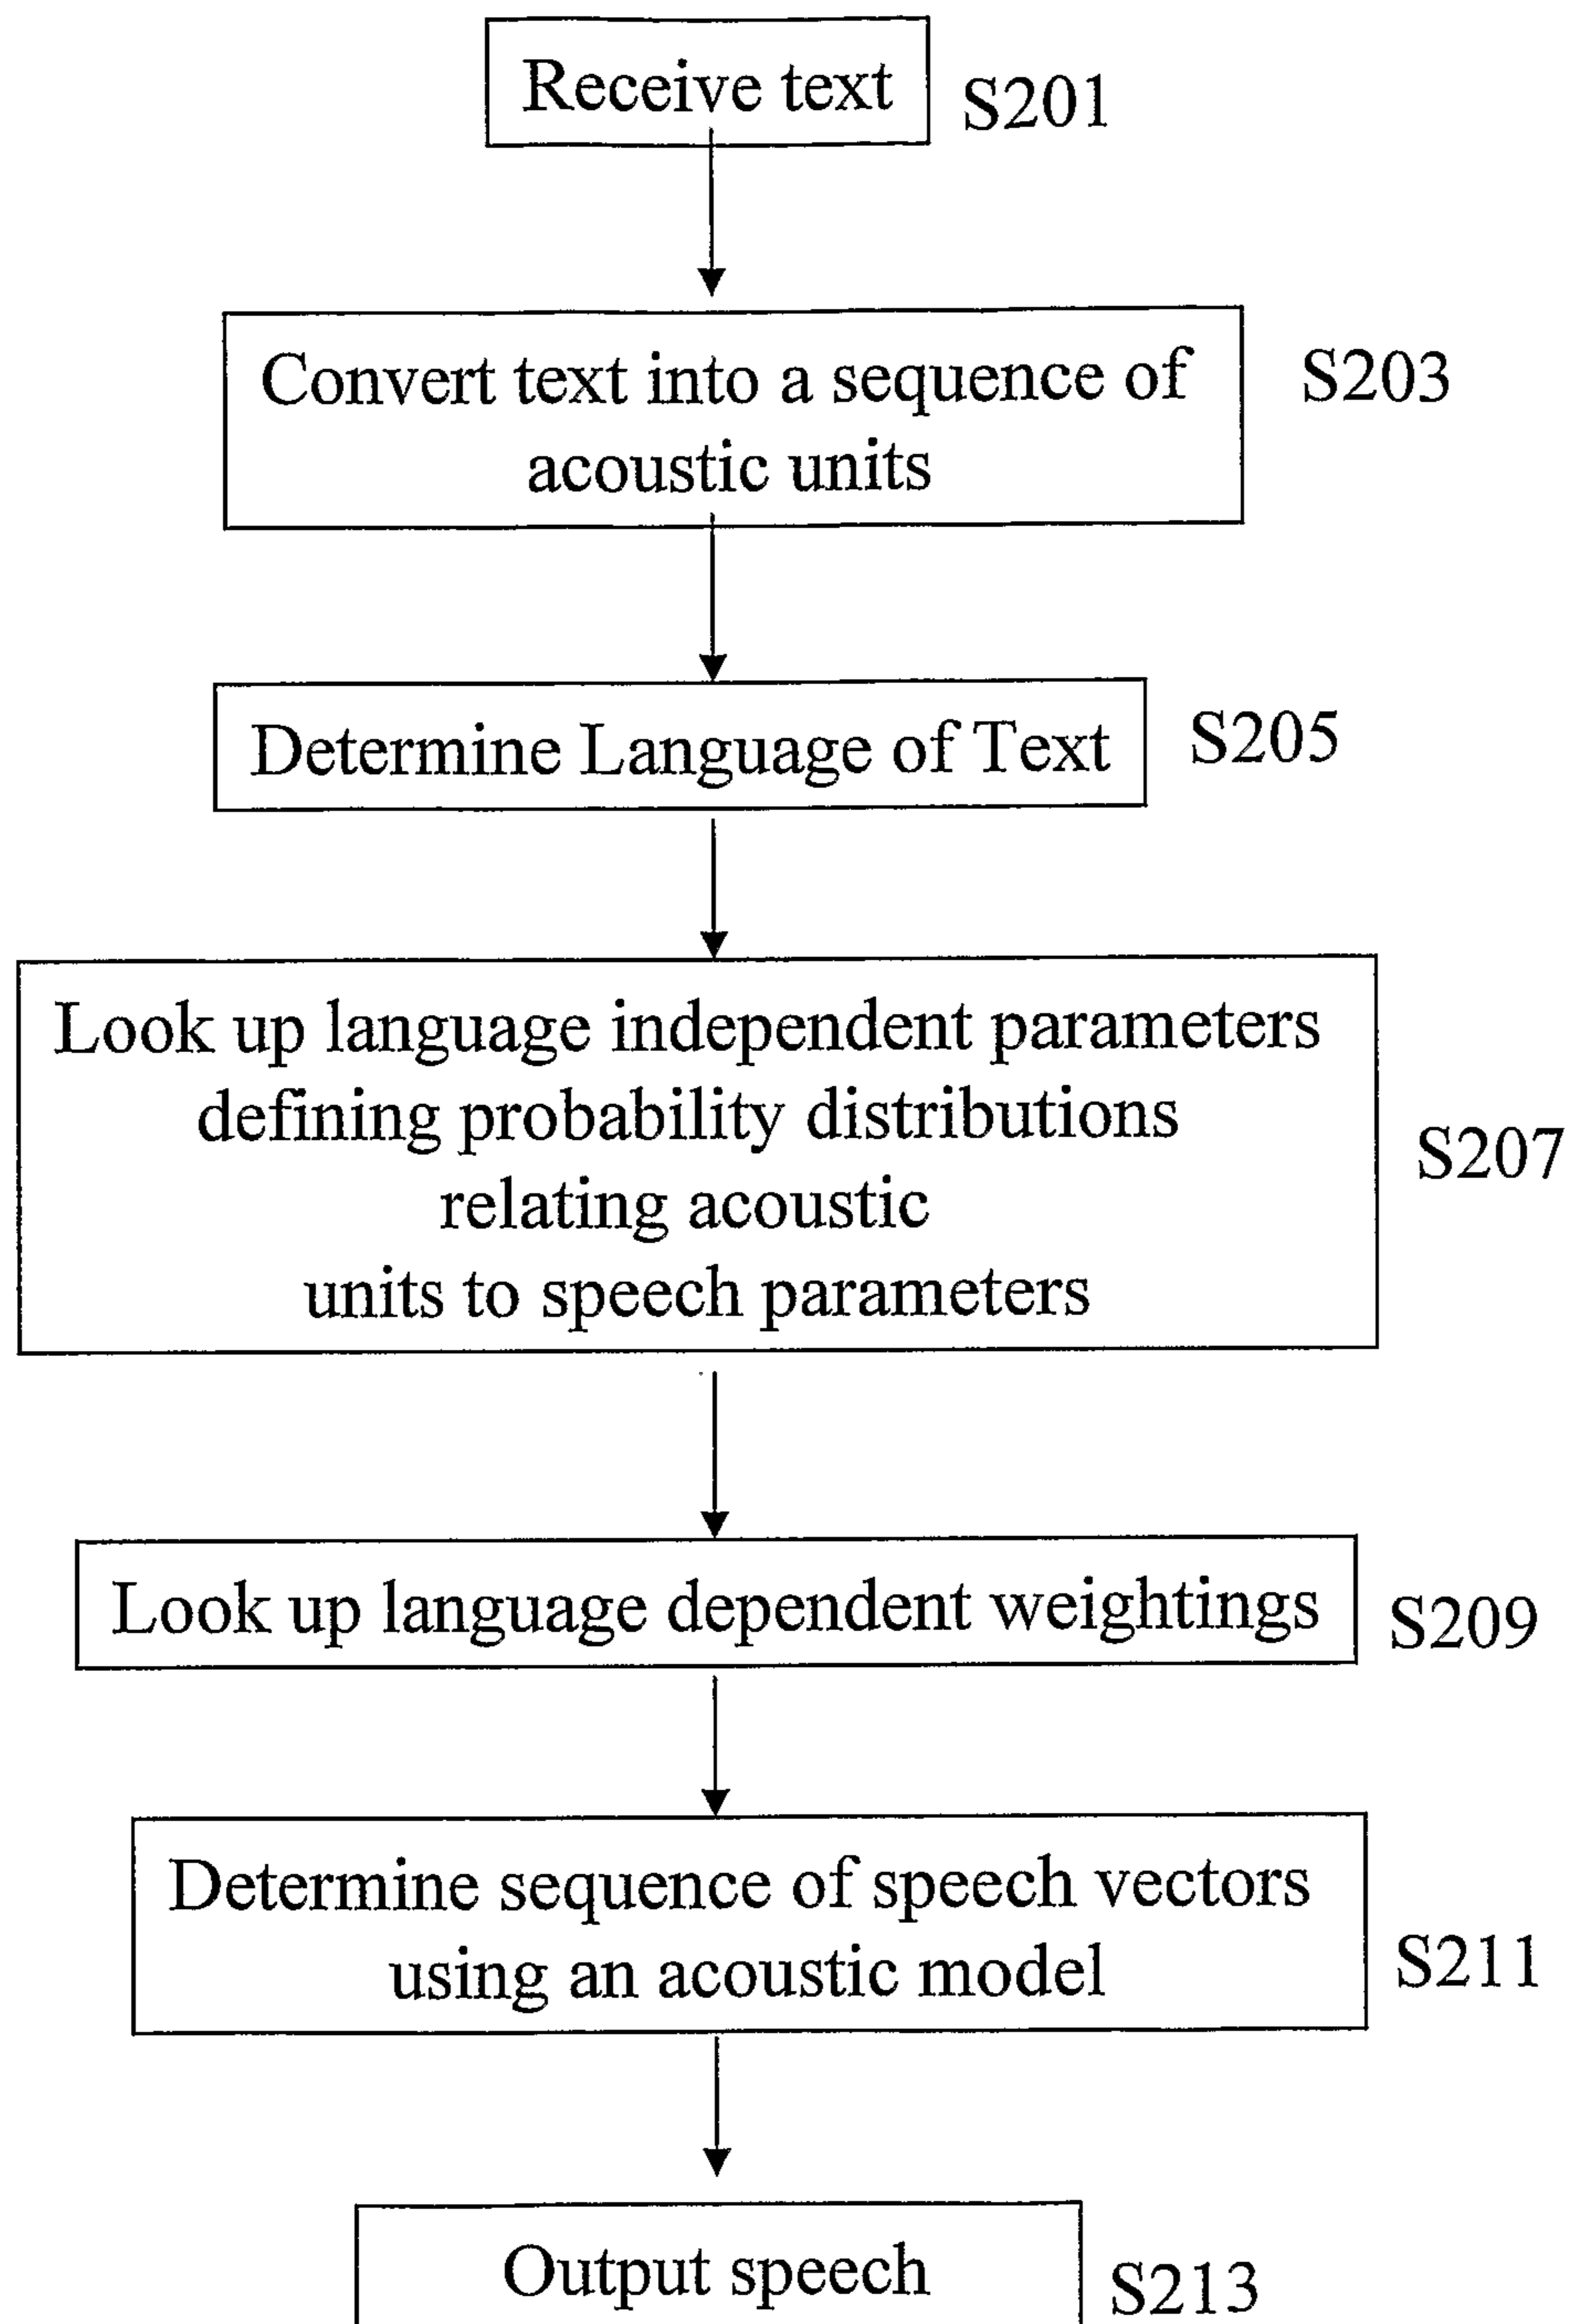 Receive text
S201
Convert text into a sequence of
acoustic units
S203
Determine Language of Text
S205
Look up language independent parameters
defining probability distributions
relating acoustic
units to speech parameters
S207
Look up language dependent weightings
S209
Determine sequence of speech vectors
using an acoustic model
S211
Output speech
S213